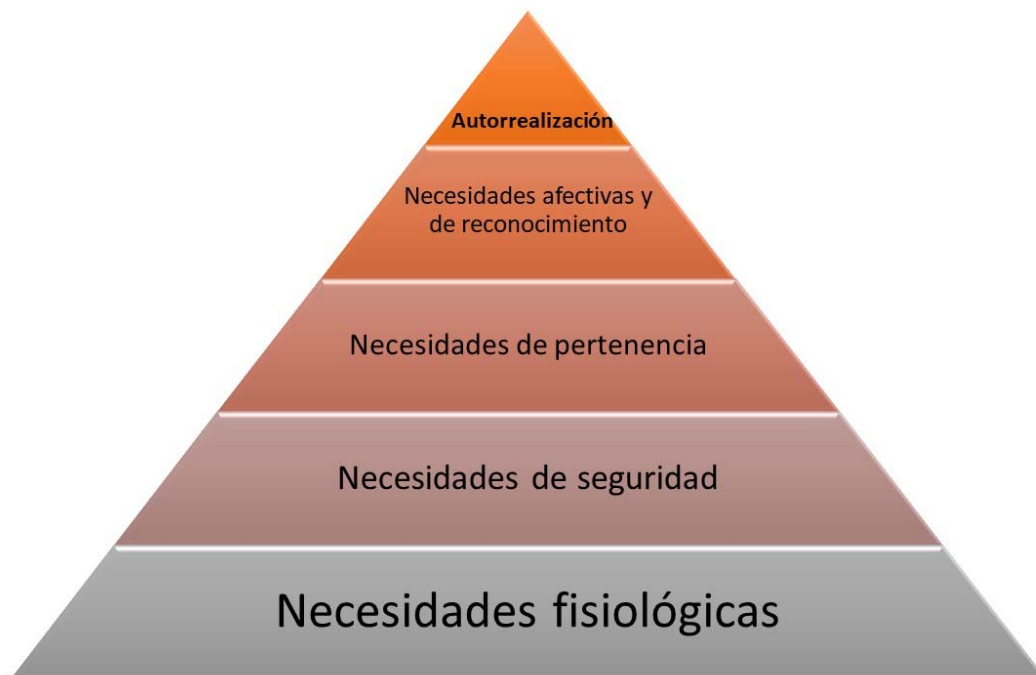 Autorrealización
Necesidades afectivas y
de reconocimiento
Necesidades de pertenencia
Necesidades de seguridad
Necesidades fisiológicas